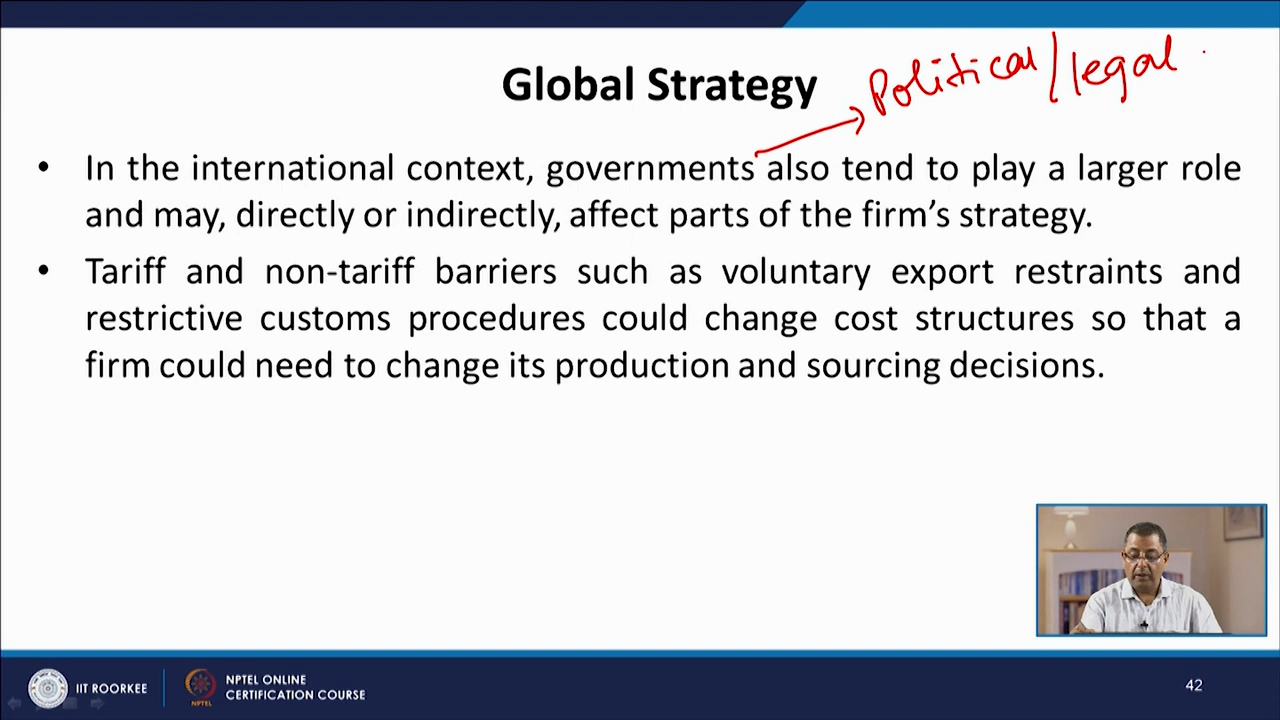 Global Strategy
Political/legal
• In the international context, governments also tend to play a larger role
and may, directly or indirectly, affect parts of the firm’s strategy.
• Tariff and non-tariff barriers such as voluntary export restraints and
restrictive customs procedures could change cost structures so that a
firm could need to change its production and sourcing decisions.
IIT ROORKEE
NPTEL
NPTEL ONLINE
CERTIFICATION COURSE
42